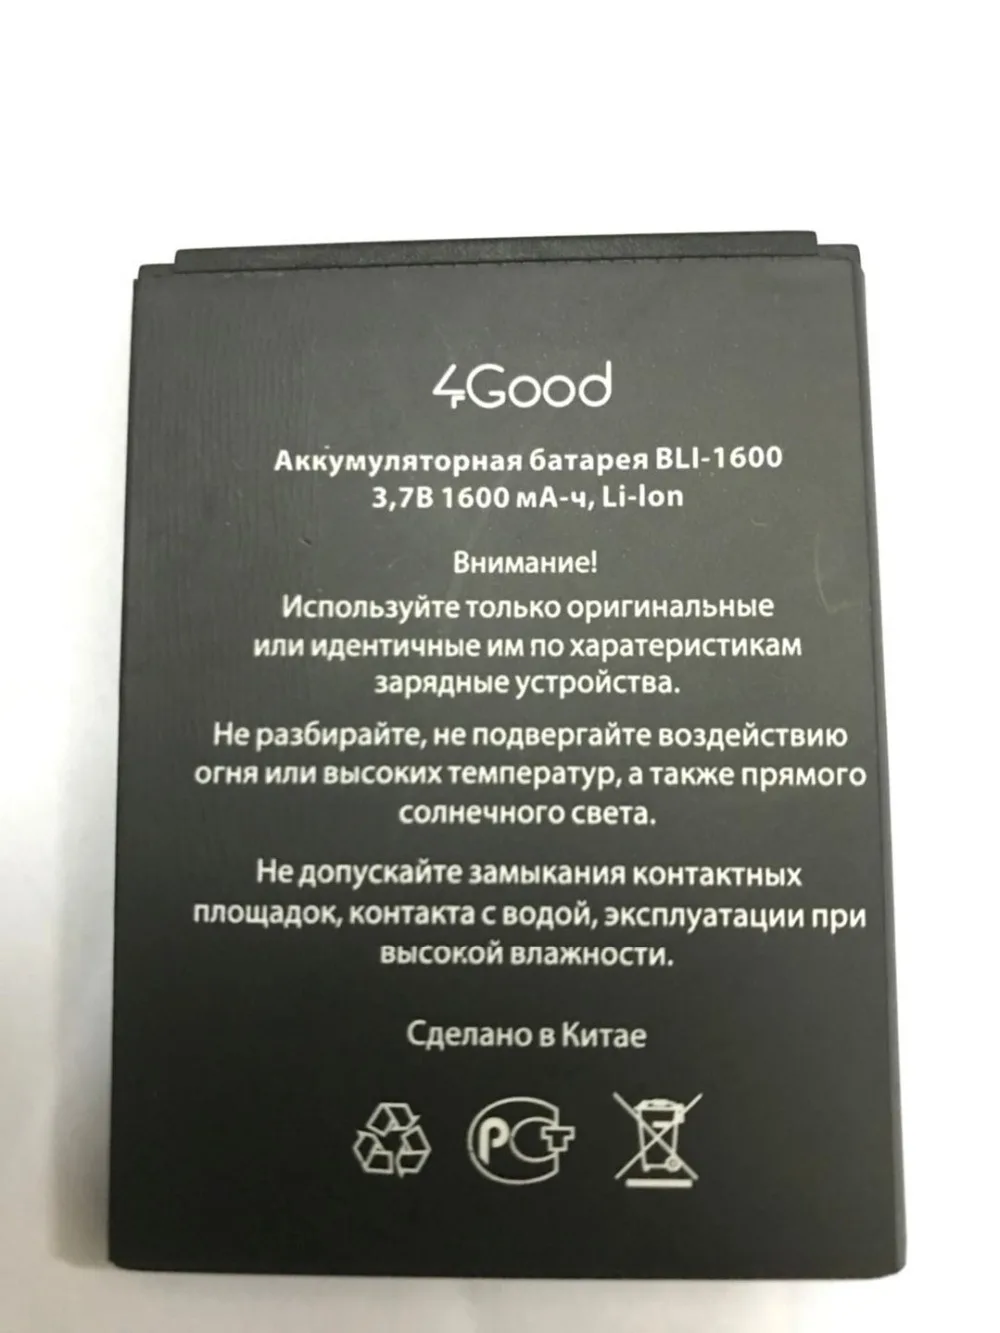 4Good
Аккумуляторная батарея BLI-1600
3,7В 1600 мА-ч, Li-Ion
Внимание!
Используйте только оригинальные
или идентичные им по харатеристикам
зарядные устройства.
Не разбирайте, не подвергайте воздействию
огня или высоких температур, а также прямого
солнечного света.
Не допускайте замыкания контактных
площадок, контакта с водой, эксплуатации при
высокой влажности.
Сделано в Китае
РСТ